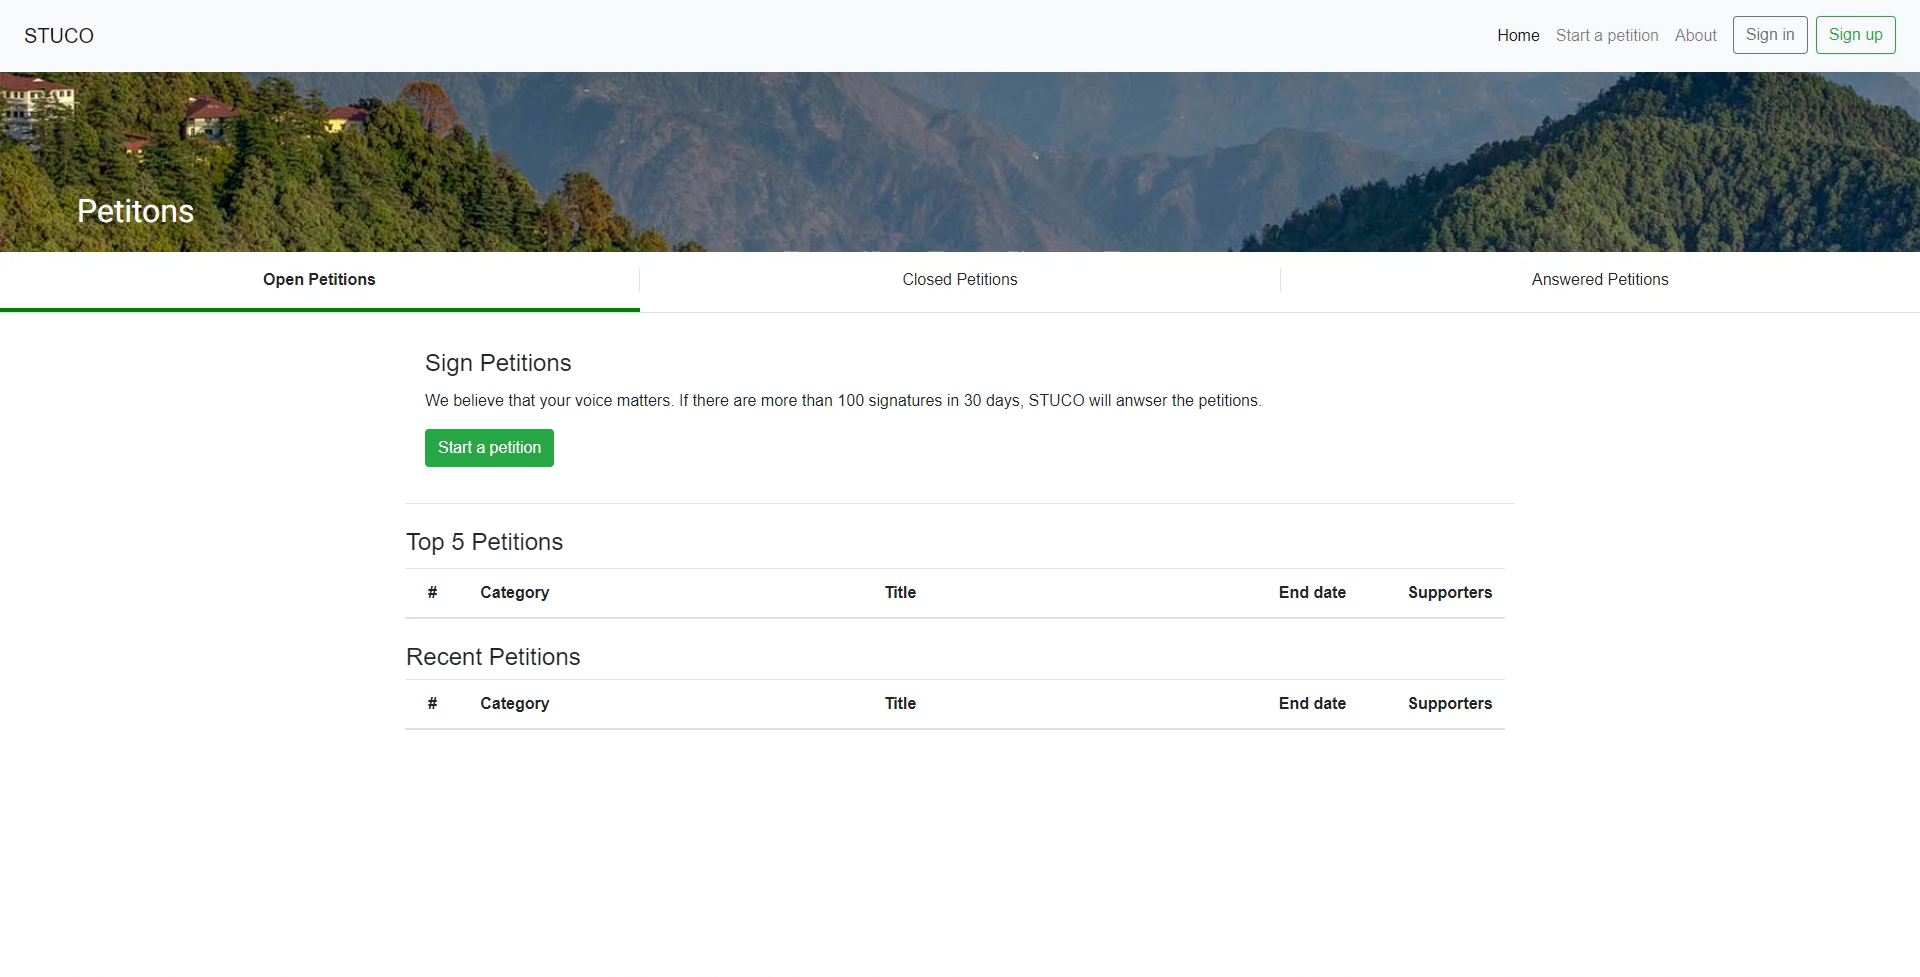 STUCO
Home
Start a petition
About
Sign in
Sign up
Petitons
Open Petitions
Closed Petitions
Answered Petitions
Sign Petitions
We believe that your voice matters. If there are more than 100 signatures in 30 days, STUCO will anwser the petitions.
Start a petition
Top 5 Petitions
# Category Title End date Supporters
Recent Petitions
# Category Title End date Supporters